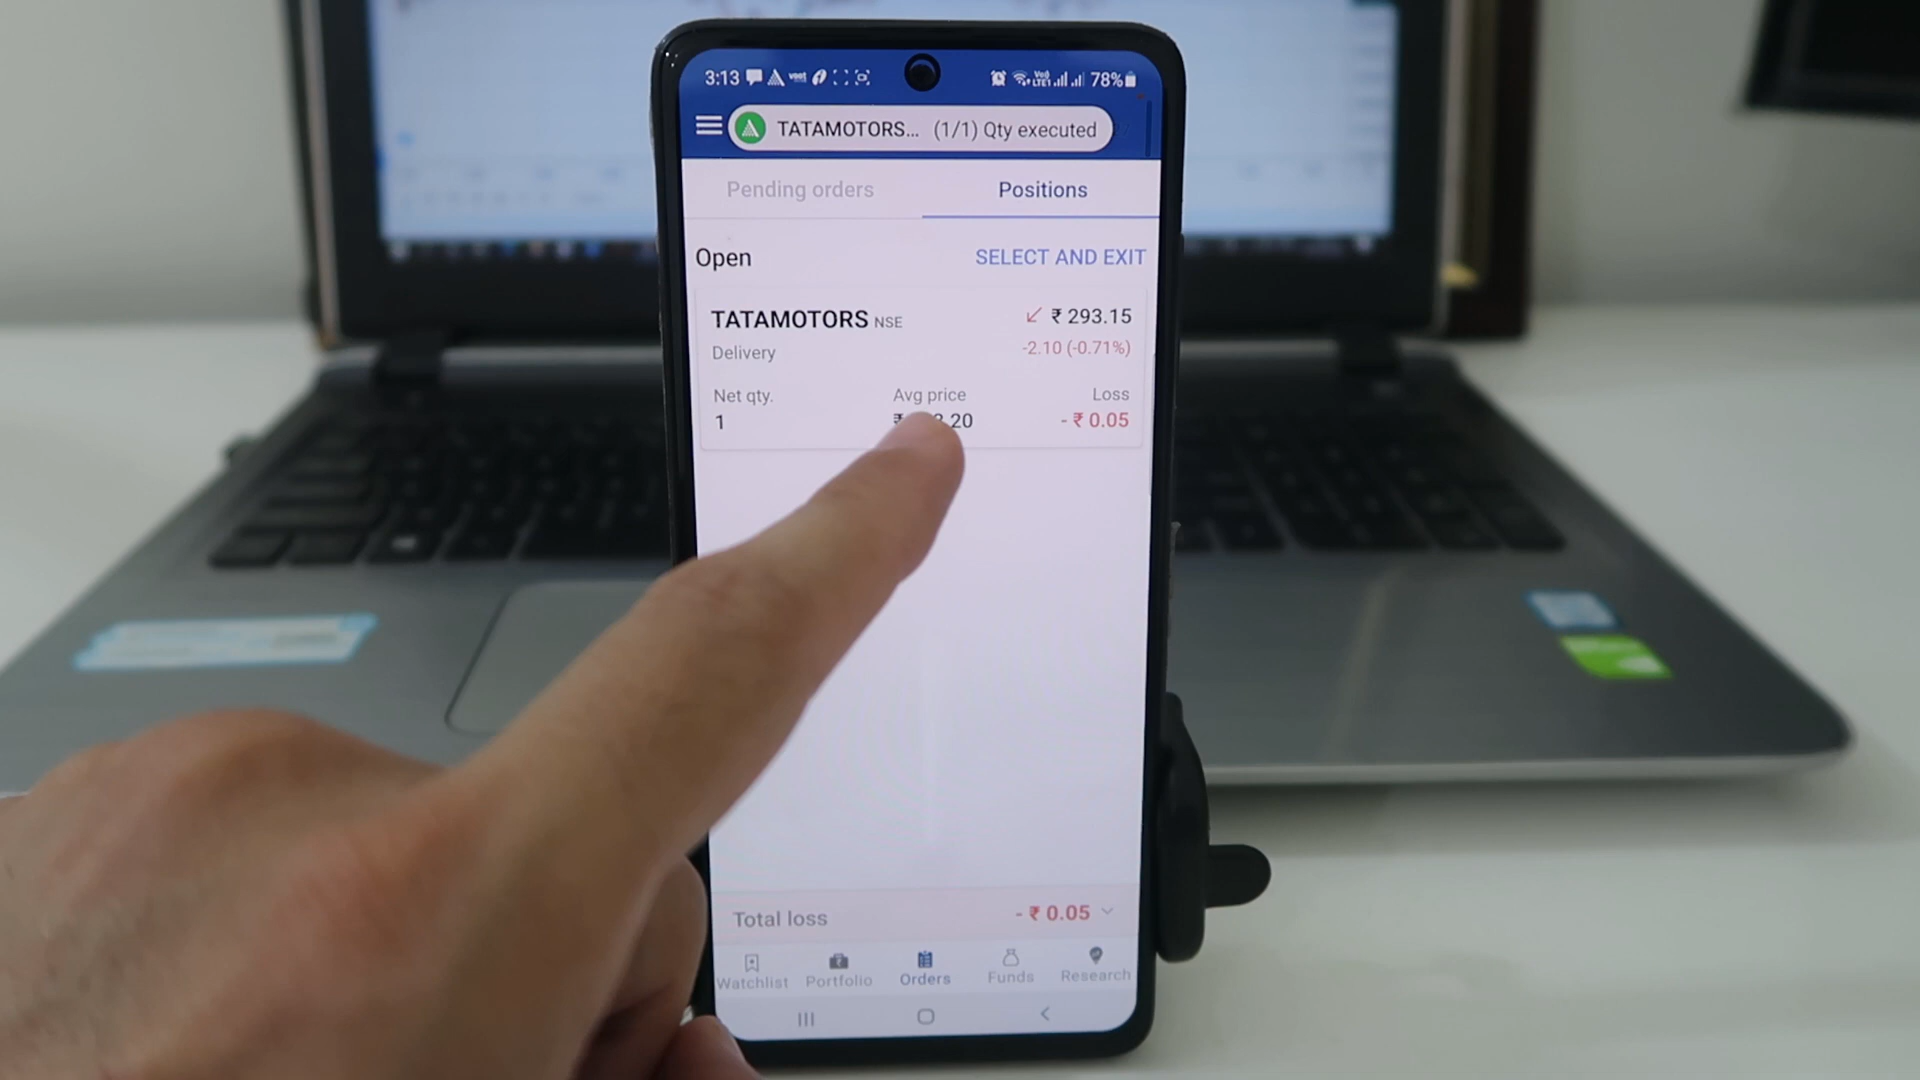 3:13 78%
TATAMOTORS... (1/1) Qty executed
Pending orders Positions
Open SELECT AND EXIT
TATAMOTORS NSE ₹ 293.15
Delivery -2.10 (-0.71%)
Net qty. Avg price Loss
1 ₹ .20 - ₹ 0.05
Total loss - ₹ 0.05
Watchlist Portfolio Orders Funds Research